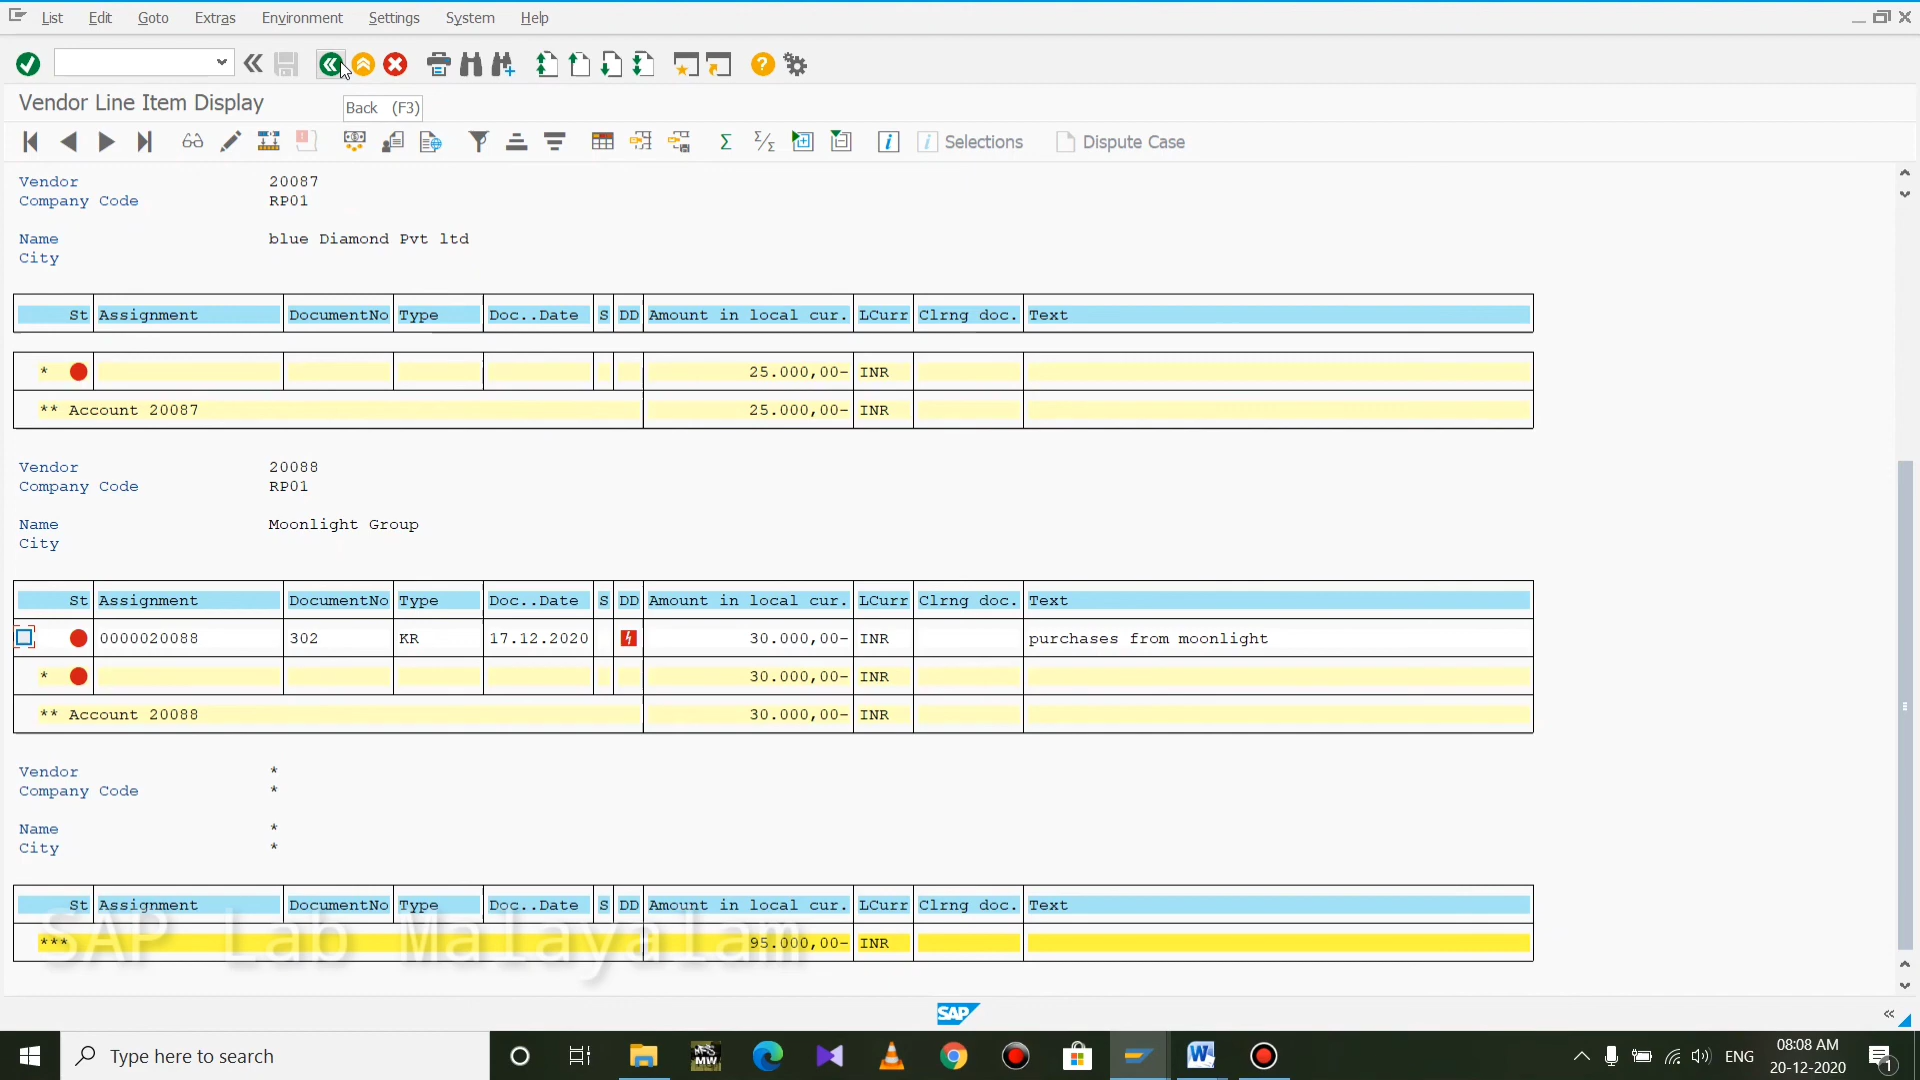 List Edit Goto Extras Environment Settings System Help
Vendor Line Item Display
Back (F3)
Selections Dispute Case
Vendor 20087
Company Code RP01
Name blue Diamond Pvt ltd
City
St Assignment DocumentNo Type Doc..Date S DD Amount in local cur. LCurr Clrng doc. Text
* 25.000,00- INR
** Account 20087 25.000,00- INR
Vendor 20088
Company Code RP01
Name Moonlight Group
City
St Assignment DocumentNo Type Doc..Date S DD Amount in local cur. LCurr Clrng doc. Text
0000020088 302 KR 17.12.2020 30.000,00- INR purchases from moonlight
* 30.000,00- INR
** Account 20088 30.000,00- INR
Vendor *
Company Code *
Name *
City *
St Assignment DocumentNo Type Doc..Date S DD Amount in local cur. LCurr Clrng doc. Text
*** 95.000,00- INR
SAP Lab Malayalam
SAP
Type here to search
MW
ENG
08:08 AM
20-12-2020
1